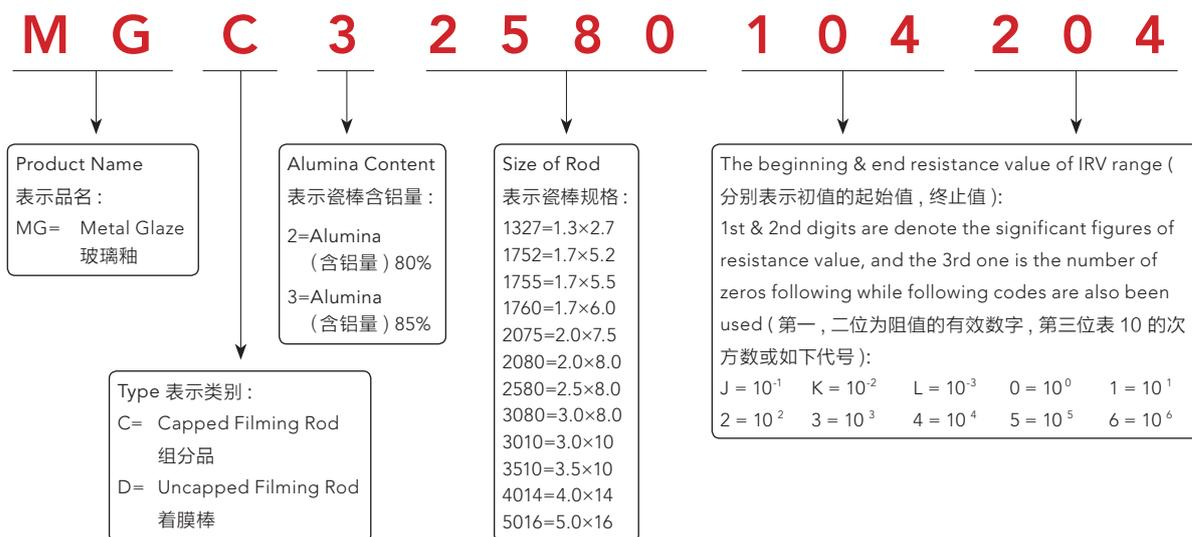 M G C 3 2 5 8 0 1 0 4 2 0 4
Product Name
表示品名 :
MG= Metal Glaze
玻璃釉
Type 表示类别 :
C= Capped Filming Rod
组分品
D= Uncapped Filming Rod
着膜棒
Alumina Content
表示瓷棒含铝量 :
2=Alumina
（含铝量 ) 80%
3=Alumina
（含铝量 ) 85%
Size of Rod
表示瓷棒规格 :
1327=1.3×2.7
1752=1.7×5.2
1755=1.7×5.5
1760=1.7×6.0
2075=2.0×7.5
2080=2.0×8.0
2580=2.5×8.0
3080=3.0×8.0
3010=3.0×10
3510=3.5×10
4014=4.0×14
5016=5.0×16
The beginning & end resistance value of IRV range (
分别表示初值的起始值 , 终止值 ):
1st & 2nd digits are denote the significant figures of
resistance value, and the 3rd one is the number of
zeros following while following codes are also been
used ( 第一 , 二位为阻值的有效数字 , 第三位表 10 的次
方数或如下代号 ):
J = 10⁻¹ K = 10⁻² L = 10⁻³ 0 = 10⁰ 1 = 10¹
2 = 10² 3 = 10³ 4 = 10⁴ 5 = 10⁵ 6 = 10⁶